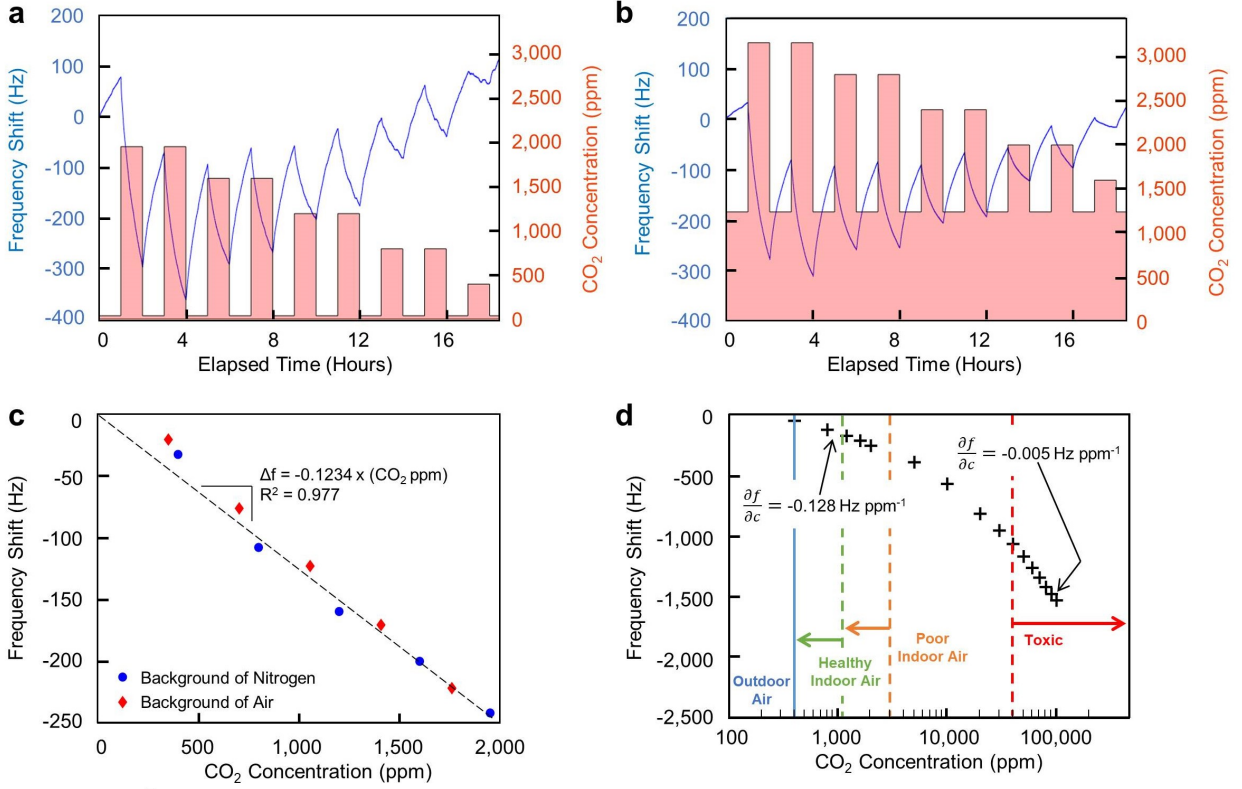 a
200
100
0
-100
-200
-300
-400
Frequency Shift (Hz)
3,000
2,500
2,000
1,500
1,000
500
0
CO₂ Concentration (ppm)
0 4 8 12 16
Elapsed Time (Hours)
b
200
100
0
-100
-200
-300
-400
Frequency Shift (Hz)
3,000
2,500
2,000
1,500
1,000
500
0
CO₂ Concentration (ppm)
0 4 8 12 16
Elapsed Time (Hours)
c
0
-50
-100
-150
-200
-250
Frequency Shift (Hz)
Δf = -0.1234 x (CO₂ ppm)
R² = 0.977
Background of Nitrogen
Background of Air
0 500 1,000 1,500 2,000
CO₂ Concentration (ppm)
d
0
-500
-1,000
-1,500
-2,000
-2,500
Frequency Shift (Hz)
∂f/∂c = -0.005 Hz ppm⁻¹
∂f/∂c = -0.128 Hz ppm⁻¹
Outdoor
Air
Healthy
Indoor Air
Poor
Indoor Air
Toxic
100 1,000 10,000 100,000
CO₂ Concentration (ppm)